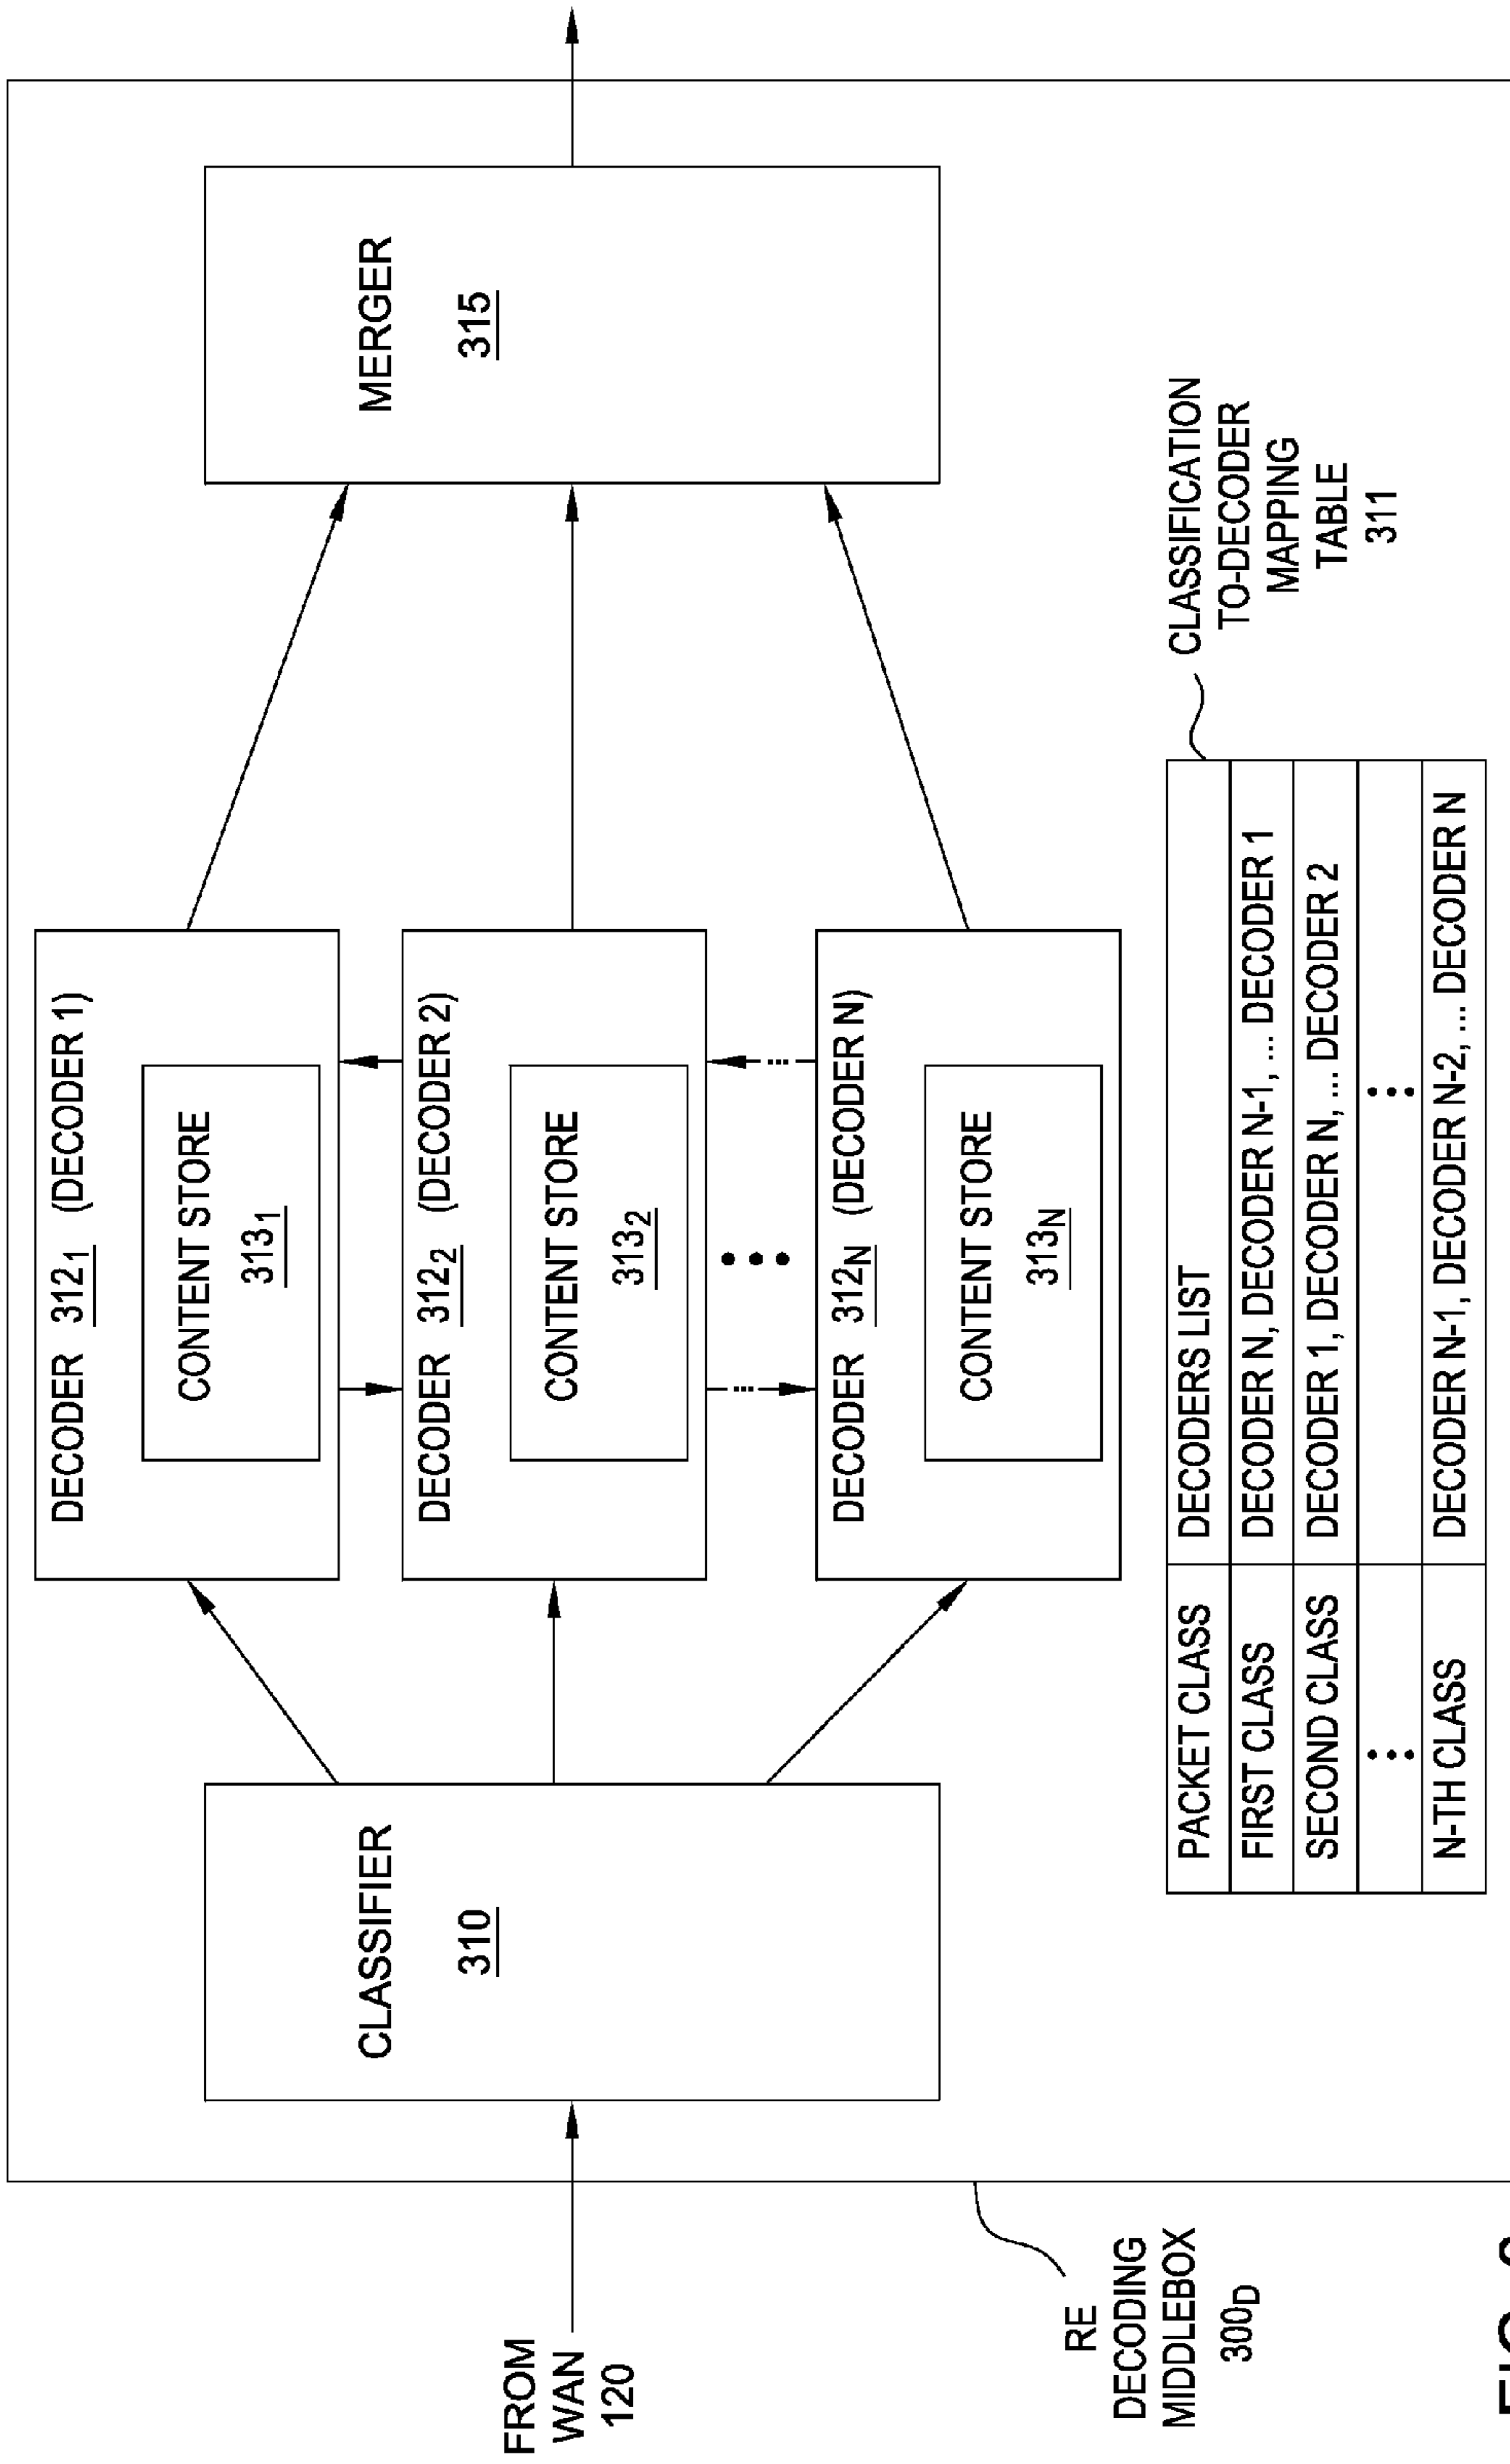 FROM
WAN
120
RE
DECODING
MIDDLEBOX
300D
CLASSIFIER
310
DECODER 312₁ (DECODER 1)
CONTENT STORE
313₁
DECODER 312₂ (DECODER 2)
CONTENT STORE
313₂
•••
DECODER 312N (DECODER N)
CONTENT STORE
313N
...
...
MERGER
315
PACKET CLASS DECODERS LIST
FIRST CLASS DECODER N, DECODER N-1, ... DECODER 1
SECOND CLASS DECODER 1, DECODER N, ... DECODER 2
••• •••
N-TH CLASS DECODER N-1, DECODER N-2, ... DECODER N
CLASSIFICATION
TO-DECODER
MAPPING
TABLE
311
FIG.